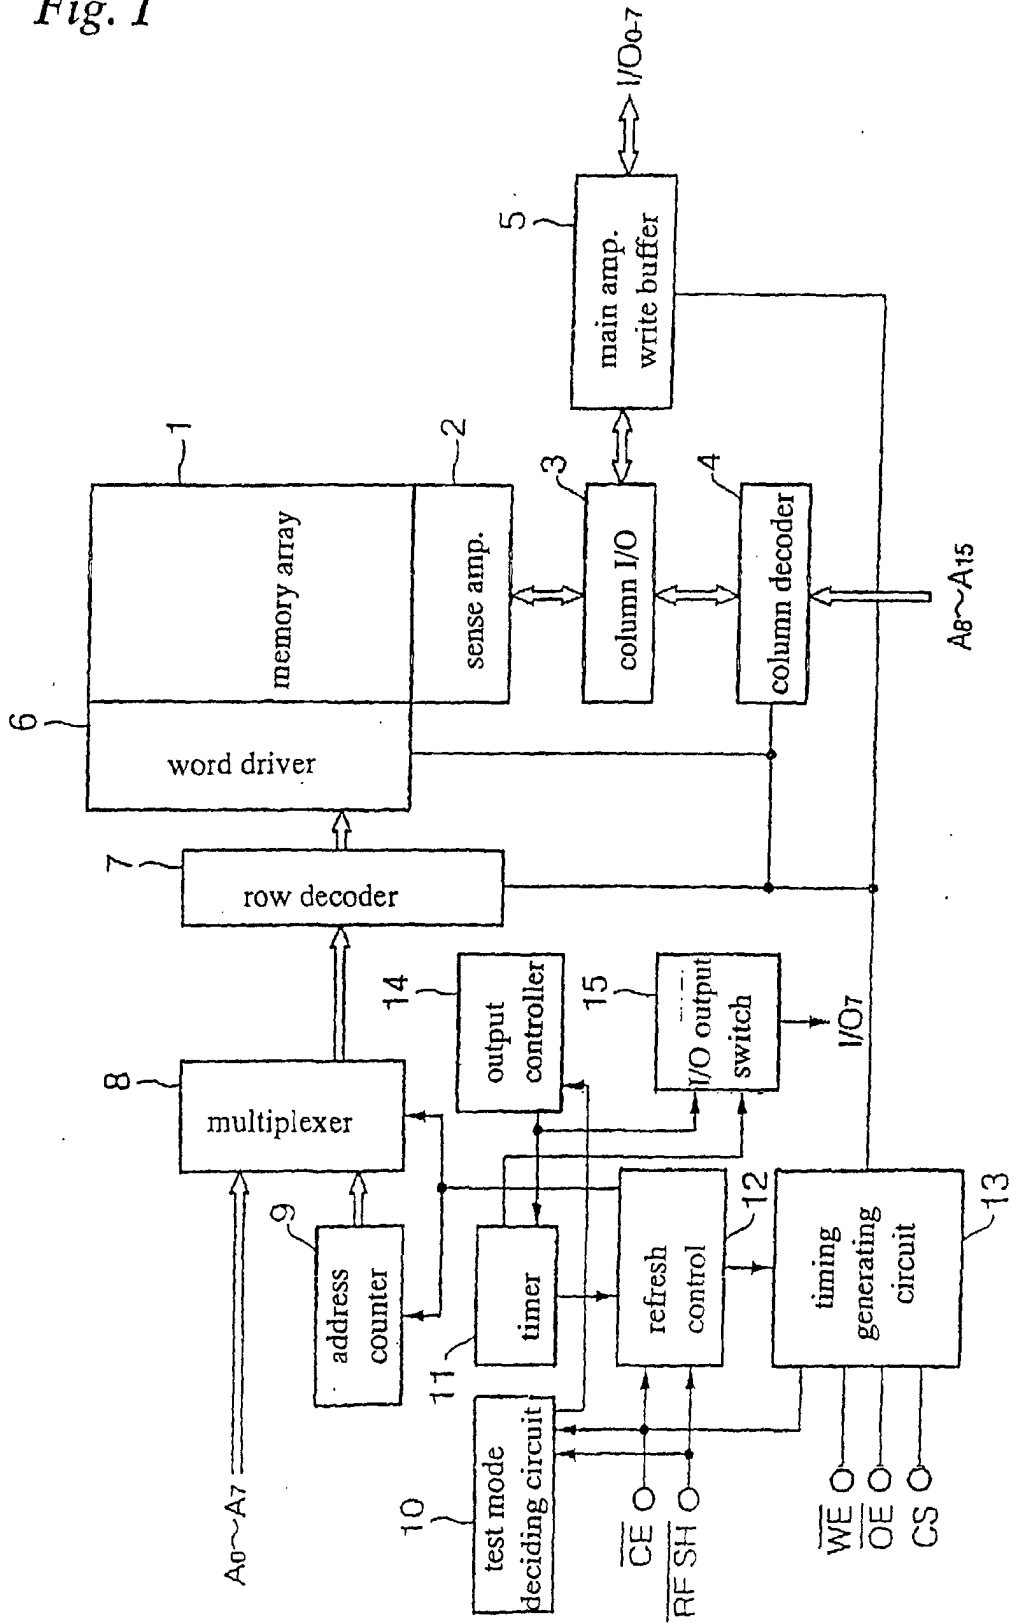 Fig. 1
I/O0-7
5
main amp.
write buffer
1
memory array
2
sense amp.
3
column I/O
4
column decoder
A8~A15
6
word driver
7
row decoder
14
output
controller
15
I/O output
switch
I/O7
8
multiplexer
A0~A7
9
address
counter
11
timer
12
refresh
control
13
timing
generating
circuit
10
test mode
deciding circuit
CE
RFSH
WE
OE
CS